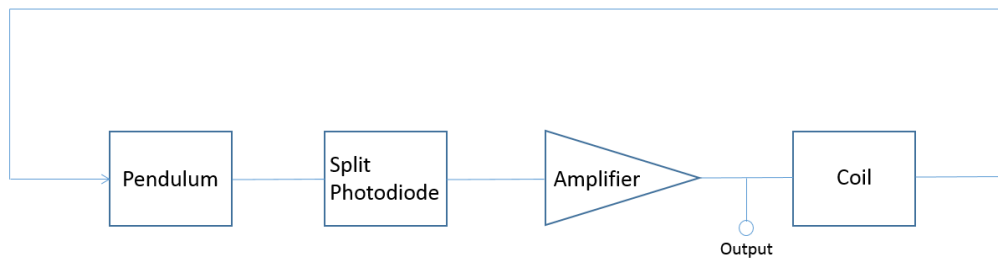 Pendulum
Split
Photodiode
Amplifier
Coil
Output